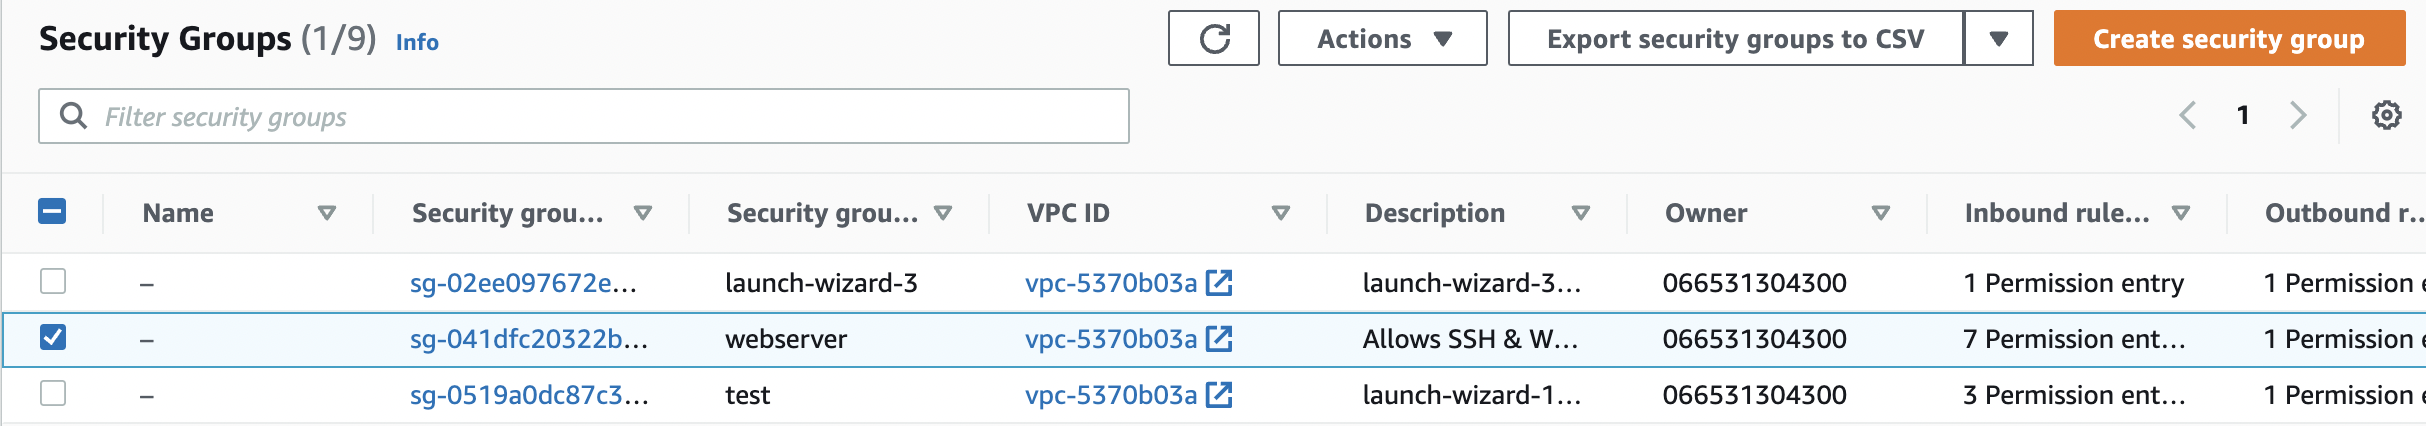 Security Groups (1/9) Info Actions Export security groups to CSV Create security group
Filter security groups 1
Name Security grou... Security grou... VPC ID Description Owner Inbound rule... Outbound r...
– sg-02ee097672e... launch-wizard-3 vpc-5370b03a launch-wizard-3... 066531304300 1 Permission entry 1 Permission e
– sg-041dfc20322b... webserver vpc-5370b03a Allows SSH & W... 066531304300 7 Permission ent... 1 Permission e
– sg-0519a0dc87c3... test vpc-5370b03a launch-wizard-1... 066531304300 3 Permission ent... 1 Permission e